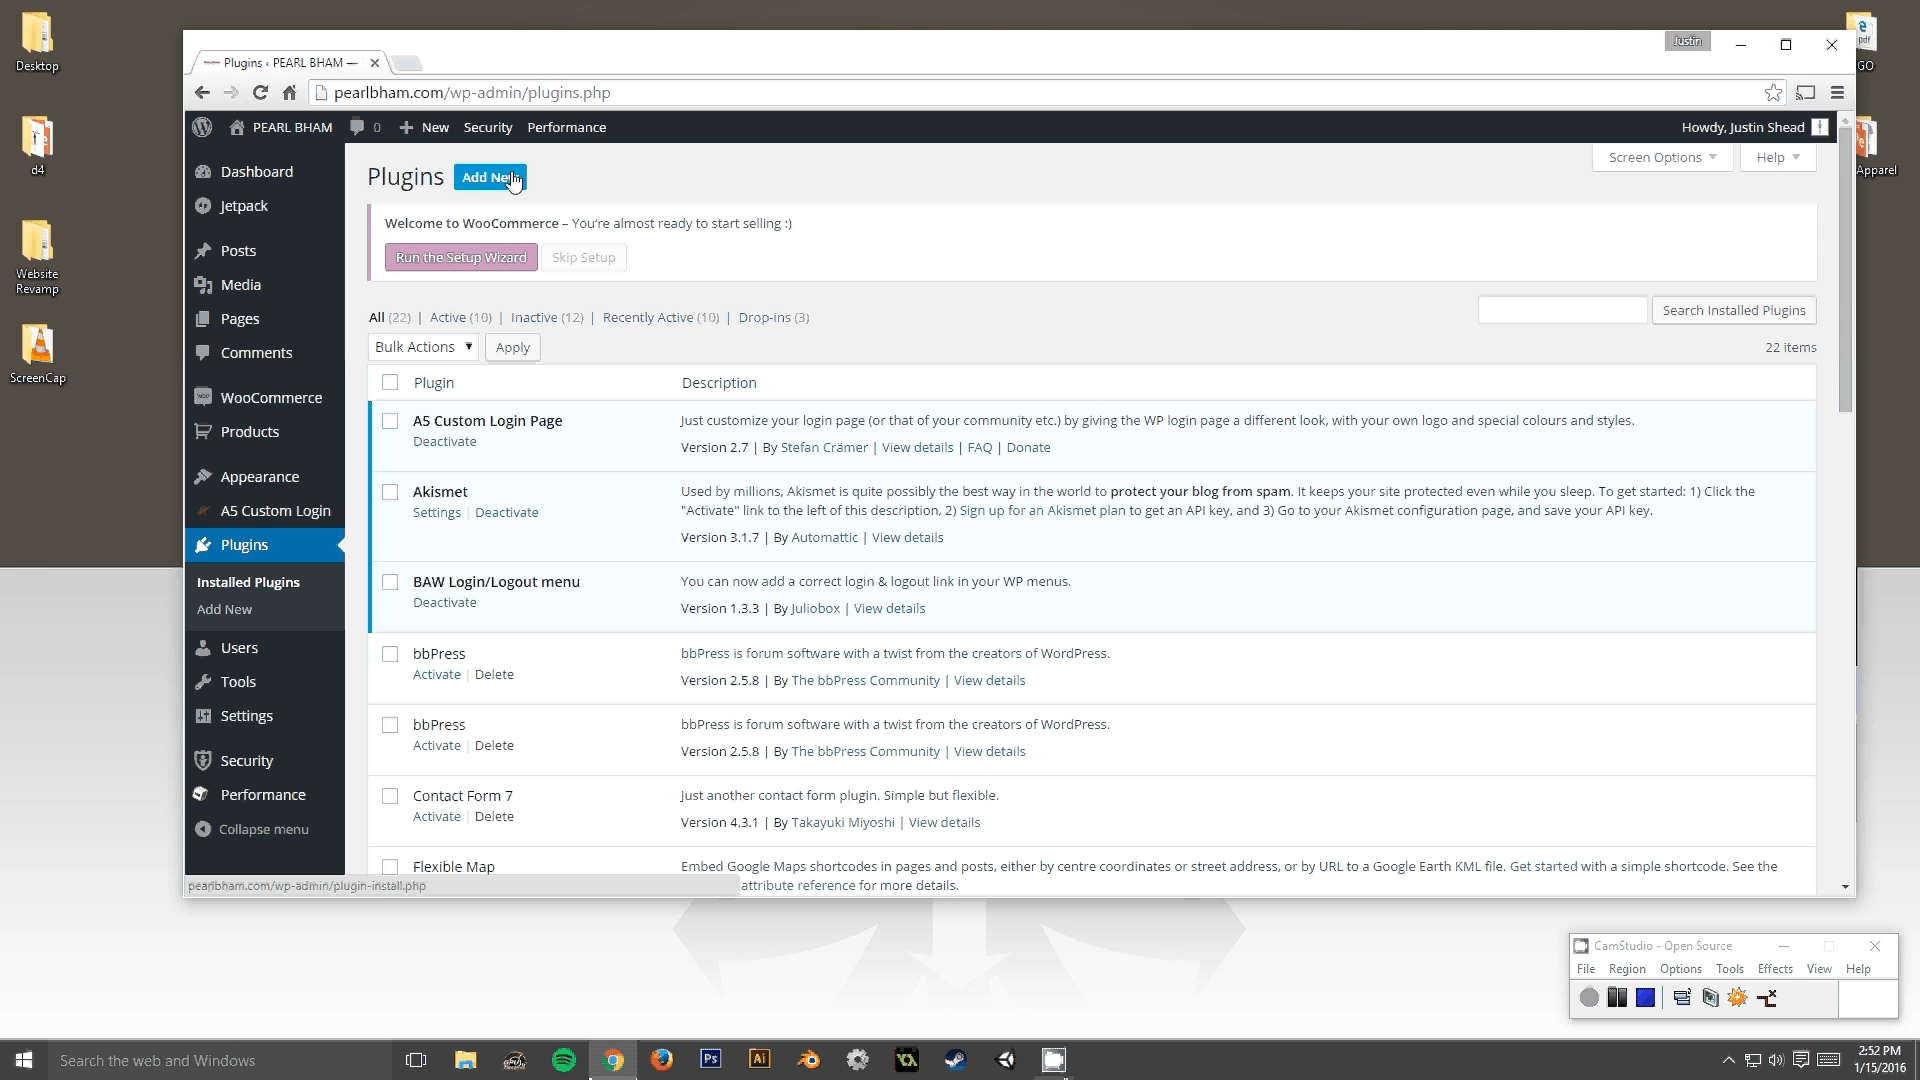 Desktop
d4
Website
Revamp
ScreenCap
pdf
GO
Apparel
Justin
Plugins ‹ PEARL BHAM —
pearlbham.com/wp-admin/plugins.php
PEARL BHAM 0 New Security Performance
Howdy, Justin Shead
Dashboard
Jetpack
Posts
Media
Pages
Comments
WooCommerce
Products
Appearance
A5 Custom Login
Plugins
Installed Plugins
Add New
Users
Tools
Settings
Security
Performance
Collapse menu
Screen Options Help
Plugins Add New
Welcome to WooCommerce – You're almost ready to start selling :)
Run the Setup Wizard Skip Setup
All (22) | Active (10) | Inactive (12) | Recently Active (10) | Drop-ins (3)
Search Installed Plugins
Bulk Actions Apply
22 items
Plugin Description
A5 Custom Login Page
Deactivate
Just customize your login page (or that of your community etc.) by giving the WP login page a different look, with your own logo and special colours and styles.
Version 2.7 | By Stefan Crämer | View details | FAQ | Donate
Akismet
Settings | Deactivate
Used by millions, Akismet is quite possibly the best way in the world to protect your blog from spam. It keeps your site protected even while you sleep. To get started: 1) Click the
"Activate" link to the left of this description, 2) Sign up for an Akismet plan to get an API key, and 3) Go to your Akismet configuration page, and save your API key.
Version 3.1.7 | By Automattic | View details
BAW Login/Logout menu
Deactivate
You can now add a correct login & logout link in your WP menus.
Version 1.3.3 | By Juliobox | View details
bbPress
Activate | Delete
bbPress is forum software with a twist from the creators of WordPress.
Version 2.5.8 | By The bbPress Community | View details
bbPress
Activate | Delete
bbPress is forum software with a twist from the creators of WordPress.
Version 2.5.8 | By The bbPress Community | View details
Contact Form 7
Activate | Delete
Just another contact form plugin. Simple but flexible.
Version 4.3.1 | By Takayuki Miyoshi | View details
Flexible Map
Embed Google Maps shortcodes in pages and posts, either by centre coordinates or street address, or by URL to a Google Earth KML file. Get started with a simple shortcode. See the
attribute reference for more details.
pearlbham.com/wp-admin/plugin-install.php
CamStudio - Open Source
File Region Options Tools Effects View Help
Search the web and Windows
Ps
Ai
2:52 PM
1/15/2016